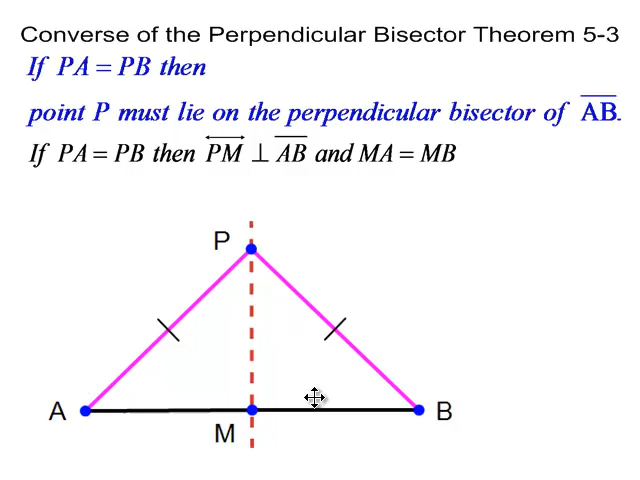 Converse of the Perpendicular Bisector Theorem 5-3
If PA = PB then
point P must lie on the perpendicular bisector of AB.
If PA = PB then PM ⊥ AB and MA = MB
P
A
B
M